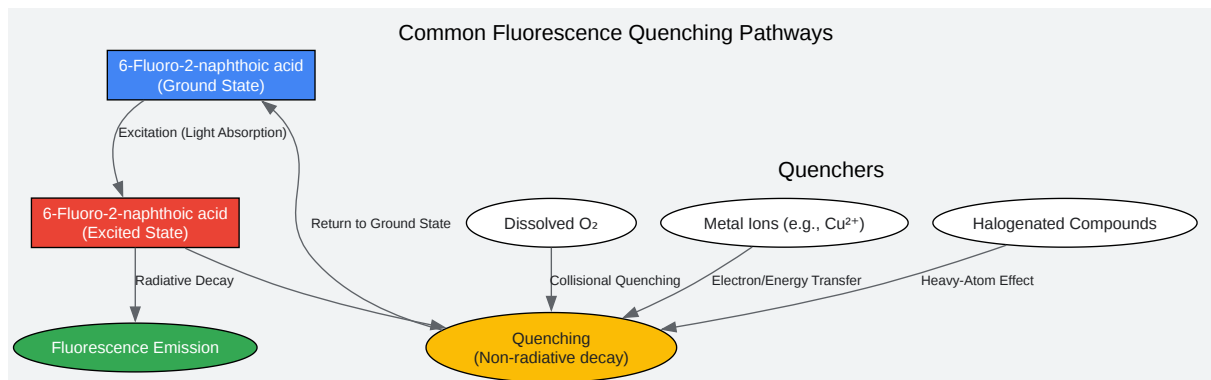 Common Fluorescence Quenching Pathways
6-Fluoro-2-naphthoic acid
(Ground State)
Excitation (Light Absorption)
Quenchers
6-Fluoro-2-naphthoic acid
(Excited State)
Return to Ground State
Dissolved O₂
Metal Ions (e.g., Cu²⁺)
Halogenated Compounds
Radiative Decay
Collisional Quenching
Electron/Energy Transfer
Heavy-Atom Effect
Fluorescence Emission
Quenching
(Non-radiative decay)